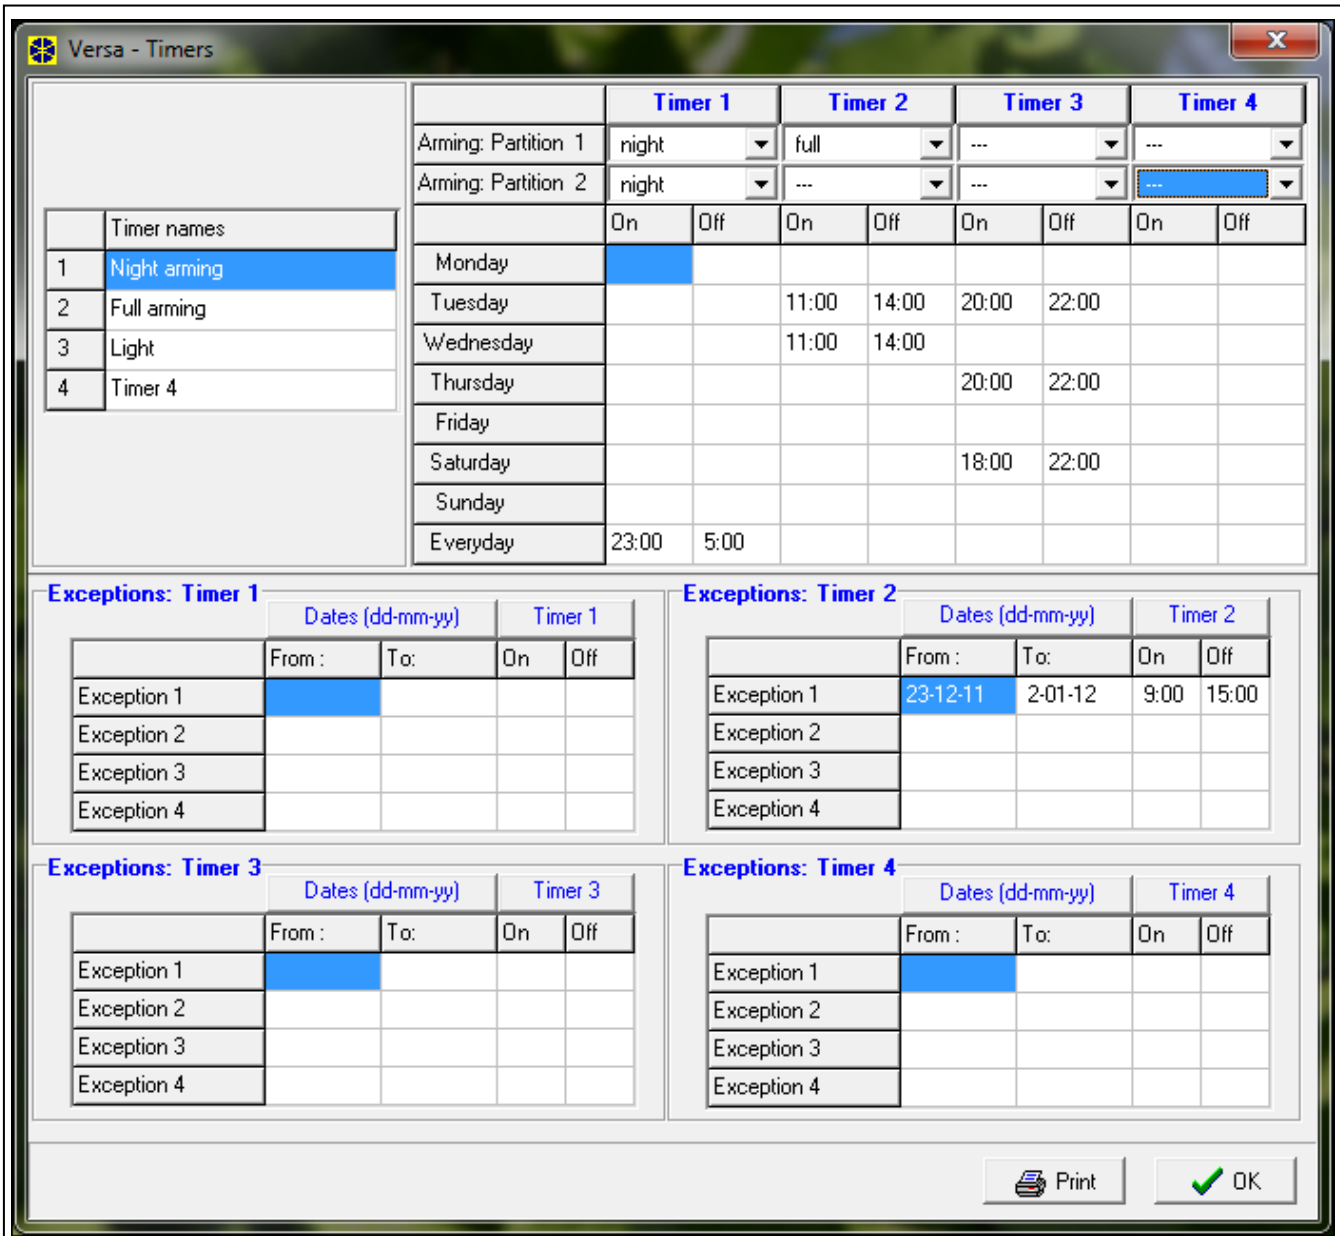 Versa - Timers
Timer 1 Timer 2 Timer 3 Timer 4
Arming: Partition 1 night full --- ---
Arming: Partition 2 night --- --- ---
On Off On Off On Off On Off
Monday
Tuesday 11:00 14:00 20:00 22:00
Wednesday 11:00 14:00
Thursday 20:00 22:00
Friday
Saturday 18:00 22:00
Sunday
Everyday 23:00 5:00
Timer names
1 Night arming
2 Full arming
3 Light
4 Timer 4
Exceptions: Timer 1
Dates (dd-mm-yy) Timer 1
From : To: On Off
Exception 1
Exception 2
Exception 3
Exception 4
Exceptions: Timer 2
Dates (dd-mm-yy) Timer 2
From : To: On Off
Exception 1 23-12-11 2-01-12 9:00 15:00
Exception 2
Exception 3
Exception 4
Exceptions: Timer 3
Dates (dd-mm-yy) Timer 3
From : To: On Off
Exception 1
Exception 2
Exception 3
Exception 4
Exceptions: Timer 4
Dates (dd-mm-yy) Timer 4
From : To: On Off
Exception 1
Exception 2
Exception 3
Exception 4
Print OK